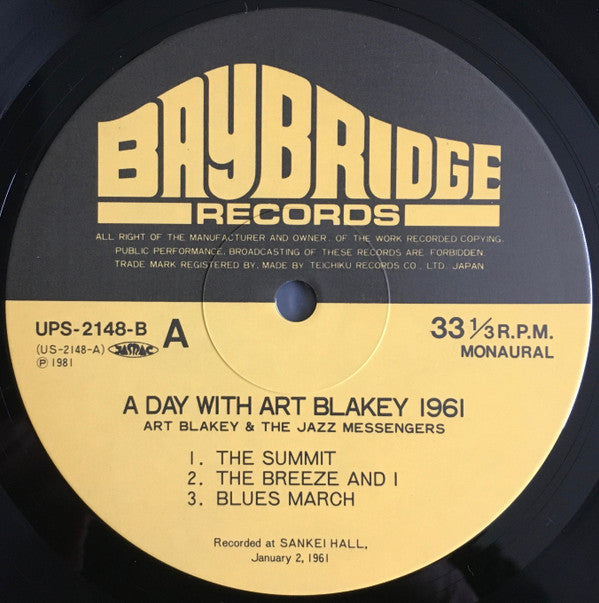 BAYBRIDGE
RECORDS
ALL RIGHT OF THE MANUFACTURER AND OWNER. OF THE WORK RECORDED COPYING.
PUBLIC PERFORMANCE. BROADCASTING OF THESE RECORDS ARE FORBIDDEN.
TRADE MARK REGISTERED BY, MADE BY TEICHIKU RECORDS CO., LTD. JAPAN
UPS-2148-B A
(US-2148-A) JASRAC
Ⓟ 1981
33 1/3 R.P.M.
MONAURAL
A DAY WITH ART BLAKEY 1961
ART BLAKEY & THE JAZZ MESSENGERS
1. THE SUMMIT
2. THE BREEZE AND I
3. BLUES MARCH
Recorded at SANKEI HALL,
January 2, 1961